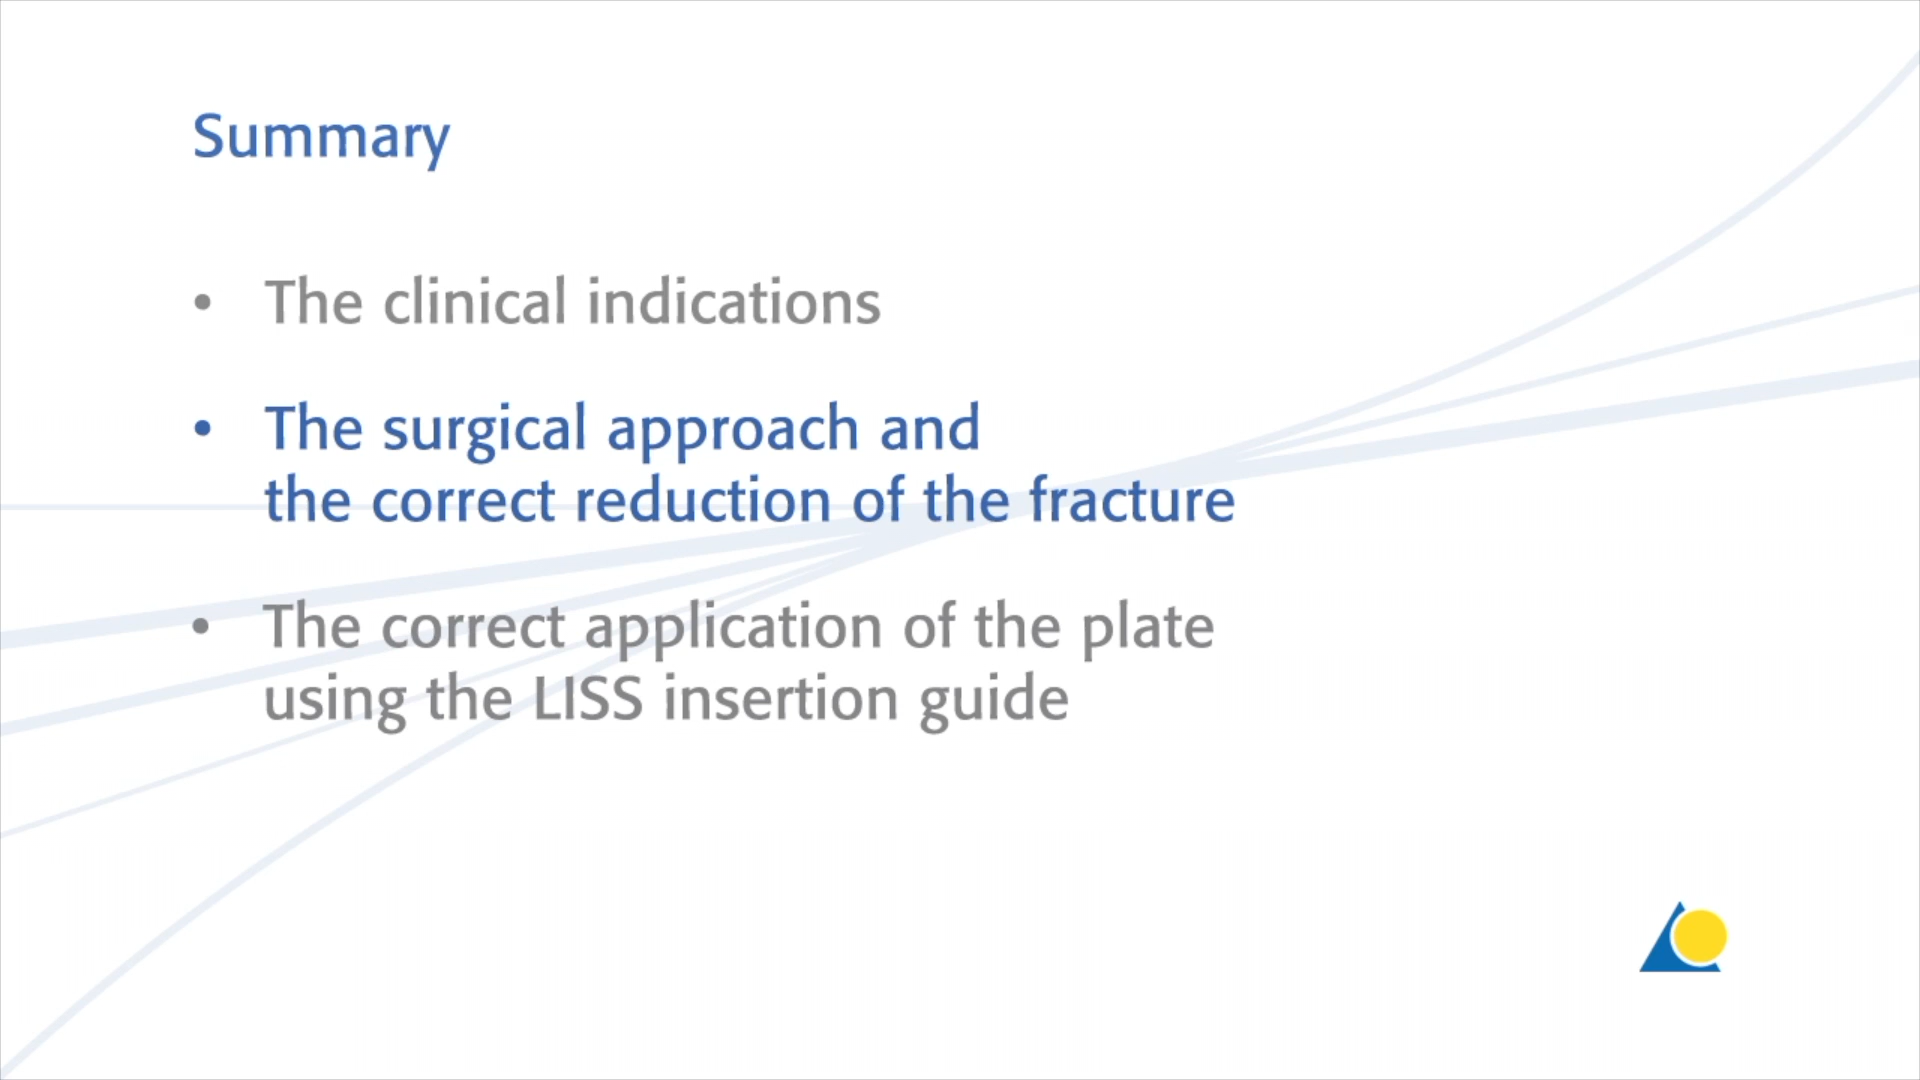 Summary
• The clinical indications
• The surgical approach and
the correct reduction of the fracture
• The correct application of the plate
using the LISS insertion guide